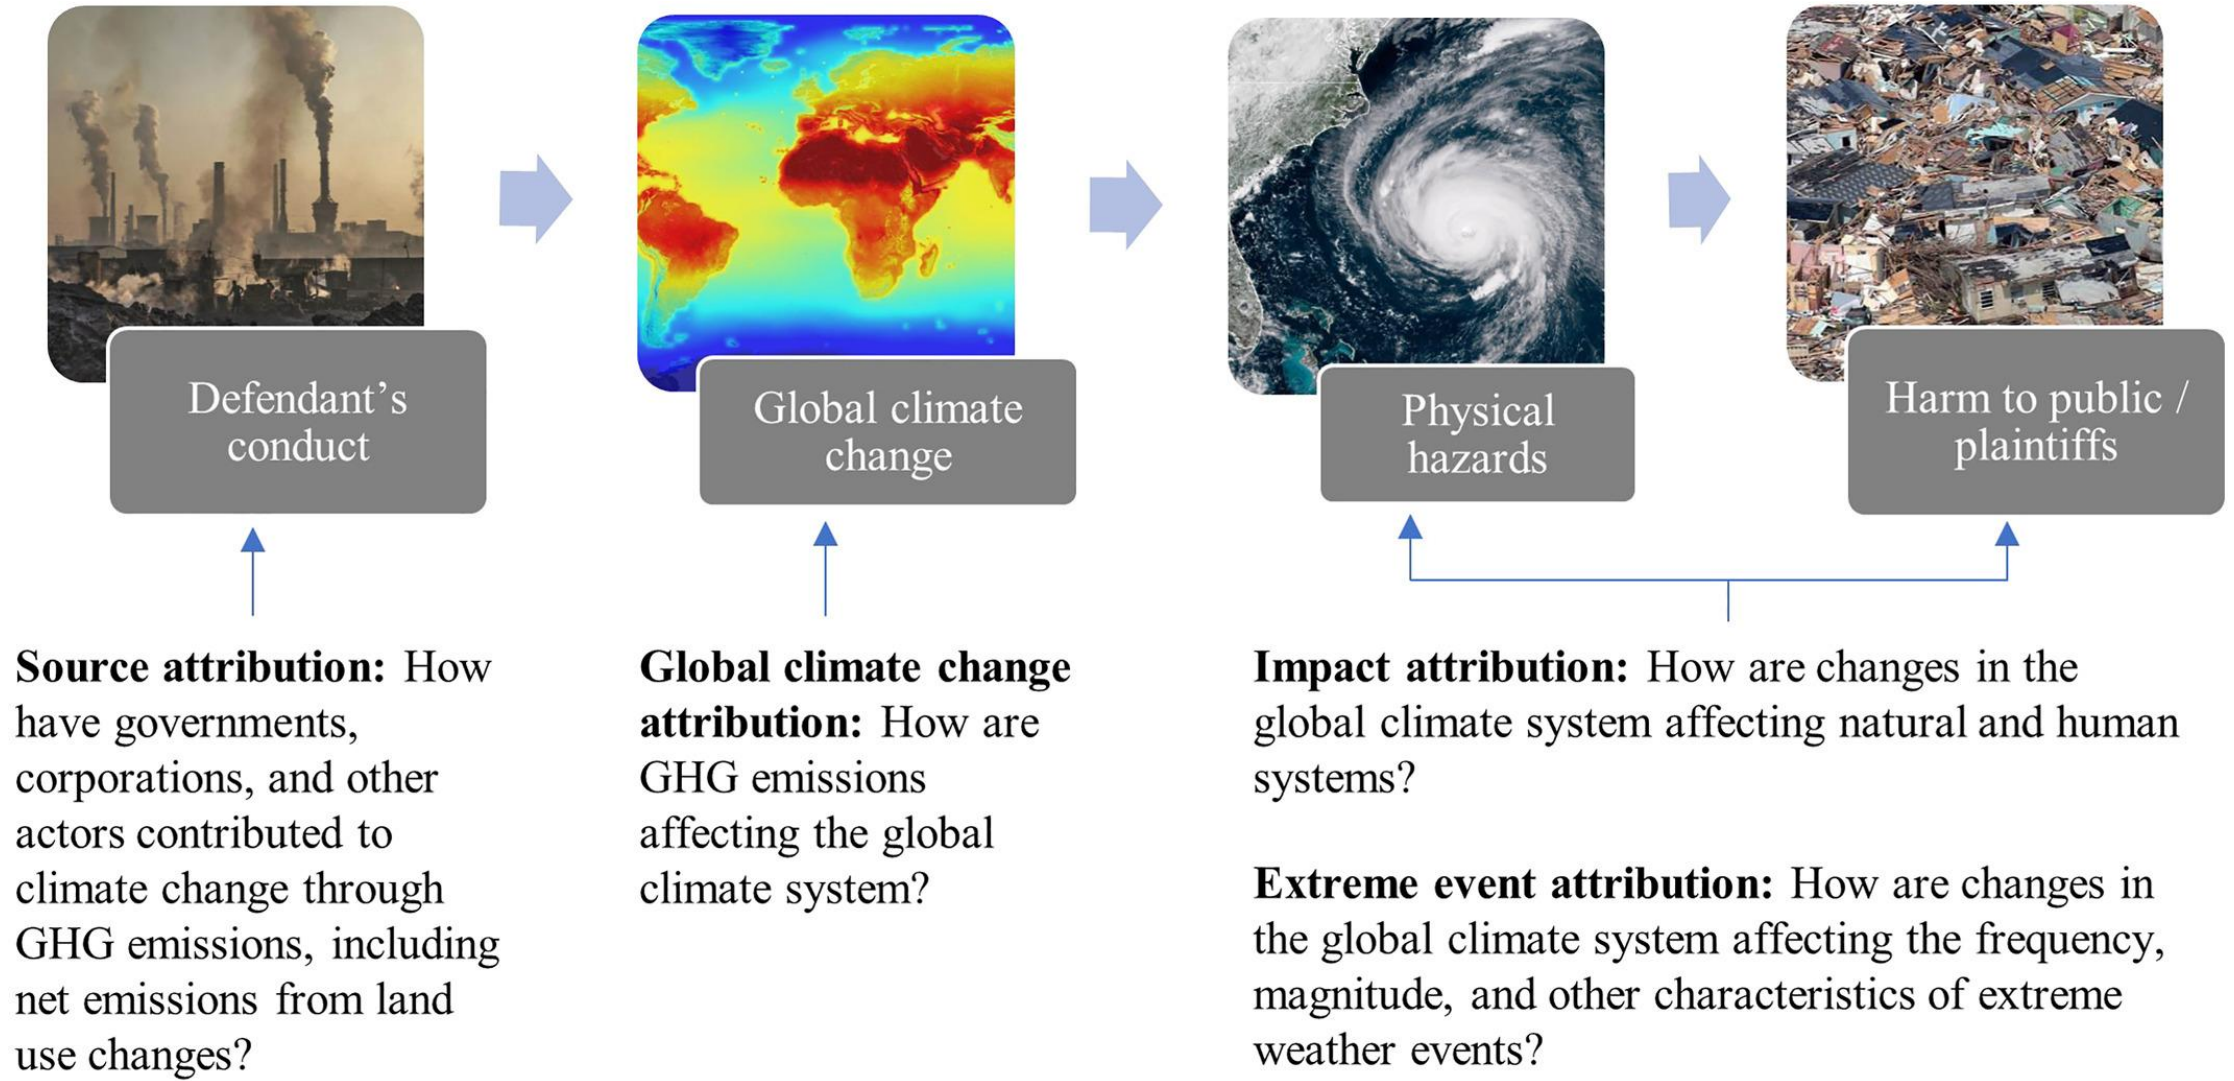 Defendant’s
conduct
Global climate
change
Physical
hazards
Harm to public /
plaintiffs
Source attribution: How
have governments,
corporations, and other
actors contributed to
climate change through
GHG emissions, including
net emissions from land
use changes?
Global climate change
attribution: How are
GHG emissions
affecting the global
climate system?
Impact attribution: How are changes in the
global climate system affecting natural and human
systems?
Extreme event attribution: How are changes in
the global climate system affecting the frequency,
magnitude, and other characteristics of extreme
weather events?